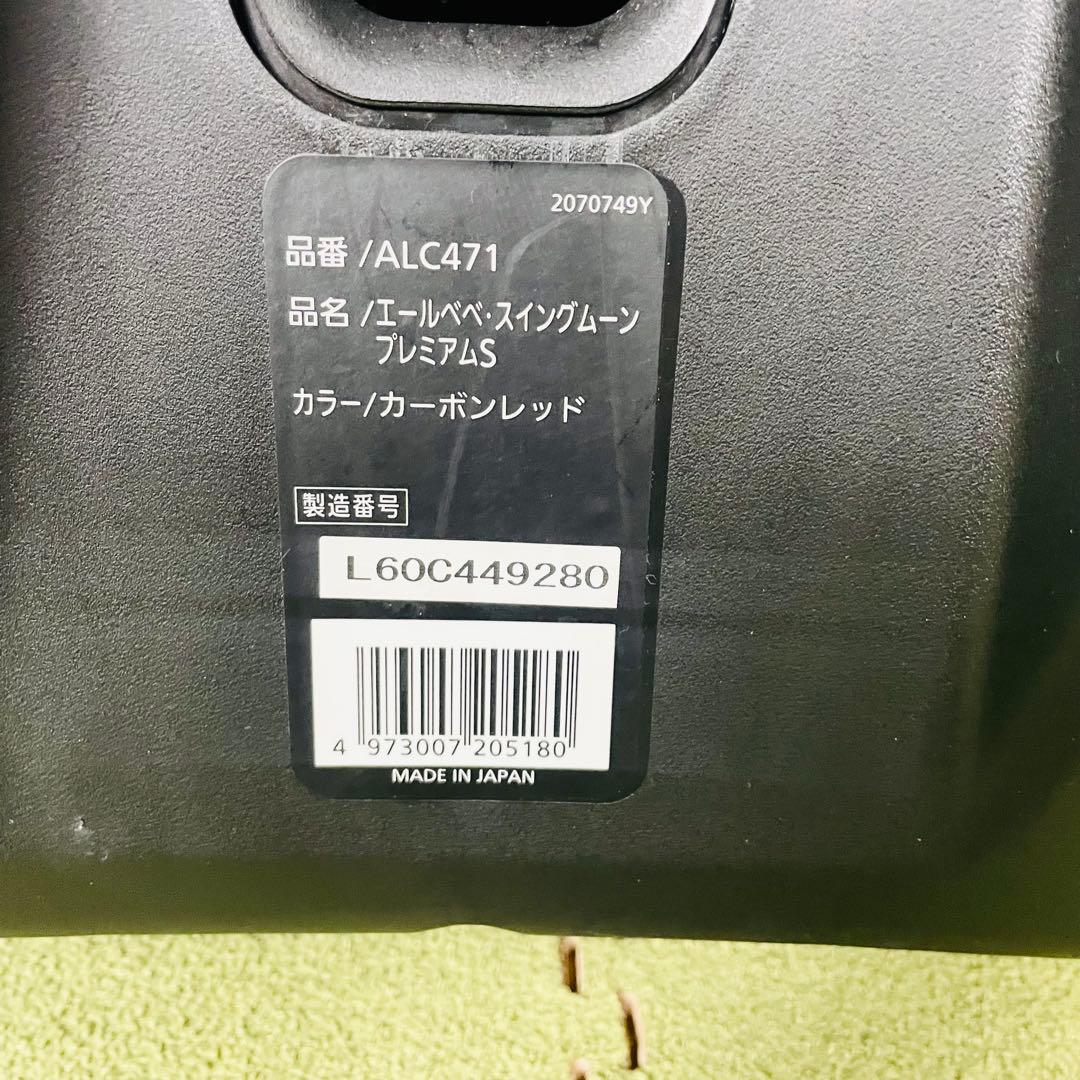 2070749Y
品番/ALC471
品名/エールベベ・スイングムーン
プレミアムS
カラー/カーボンレッド
製造番号
L60C449280
4 973007 205180
MADE IN JAPAN